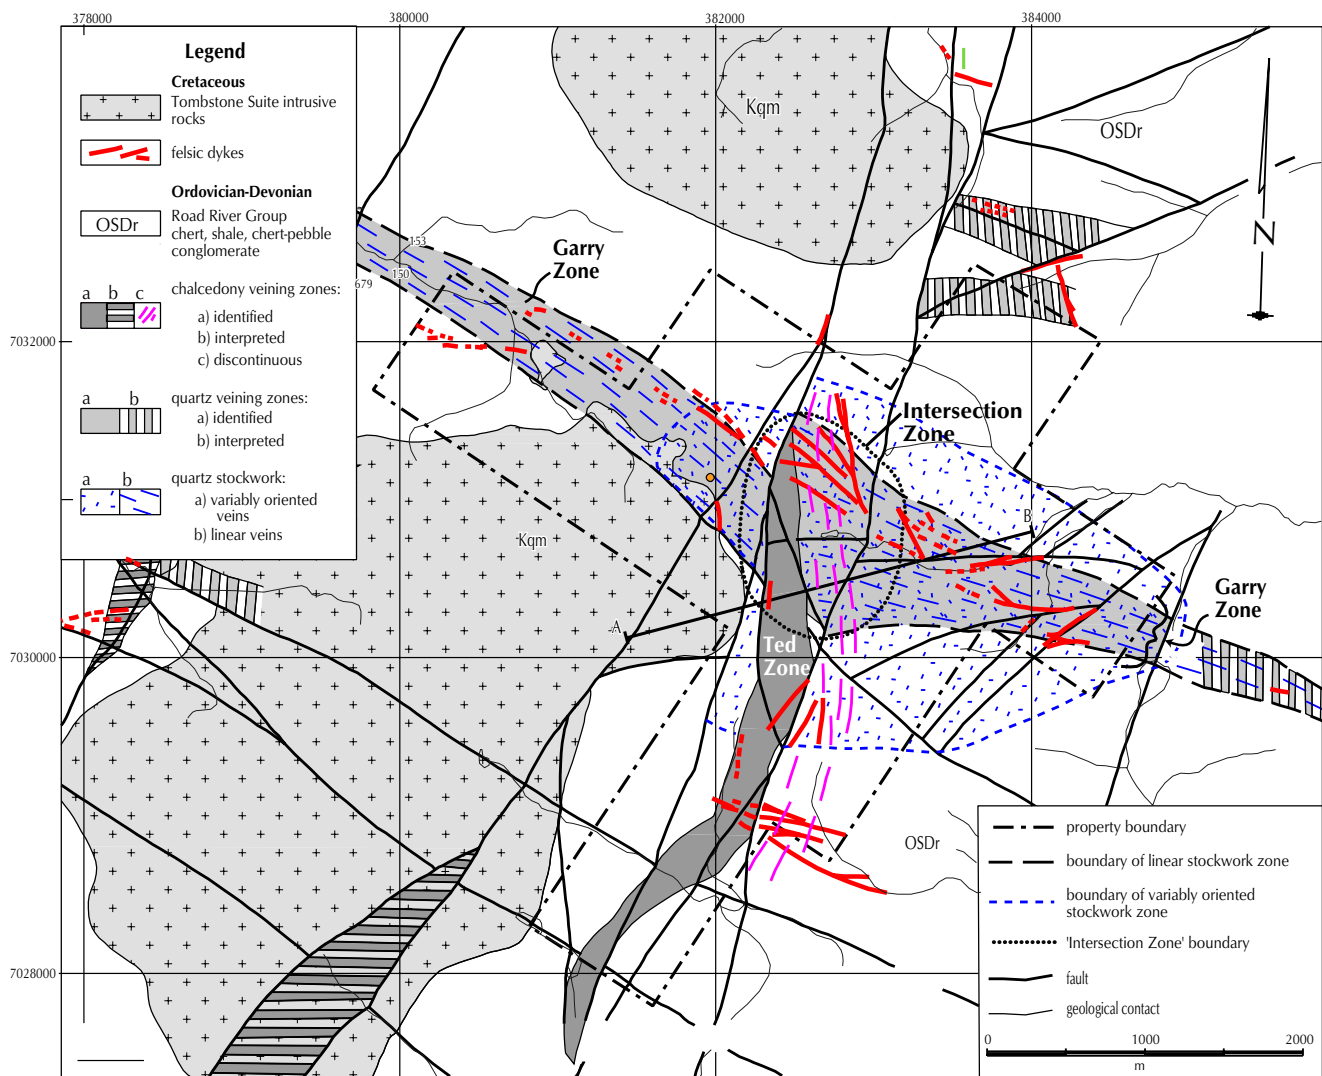 378000
380000
382000
384000
Legend
Cretaceous
Tombstone Suite intrusive
rocks
felsic dykes
Ordovician-Devonian
OSDr
Road River Group
chert, shale, chert-pebble
conglomerate
a b c
chalcedony veining zones:
a) identified
b) interpreted
c) discontinuous
a b
quartz veining zones:
a) identified
b) interpreted
a b
quartz stockwork:
a) variably oriented
veins
b) linear veins
7032000
7030000
7028000
Kqm
OSDr
N
153
150
679
Garry
Zone
Intersection
Zone
Kqm
B
A
Ted
Zone
Garry
Zone
A
OSDr
property boundary
boundary of linear stockwork zone
boundary of variably oriented
stockwork zone
'Intersection Zone' boundary
fault
geological contact
0 1000 2000
m